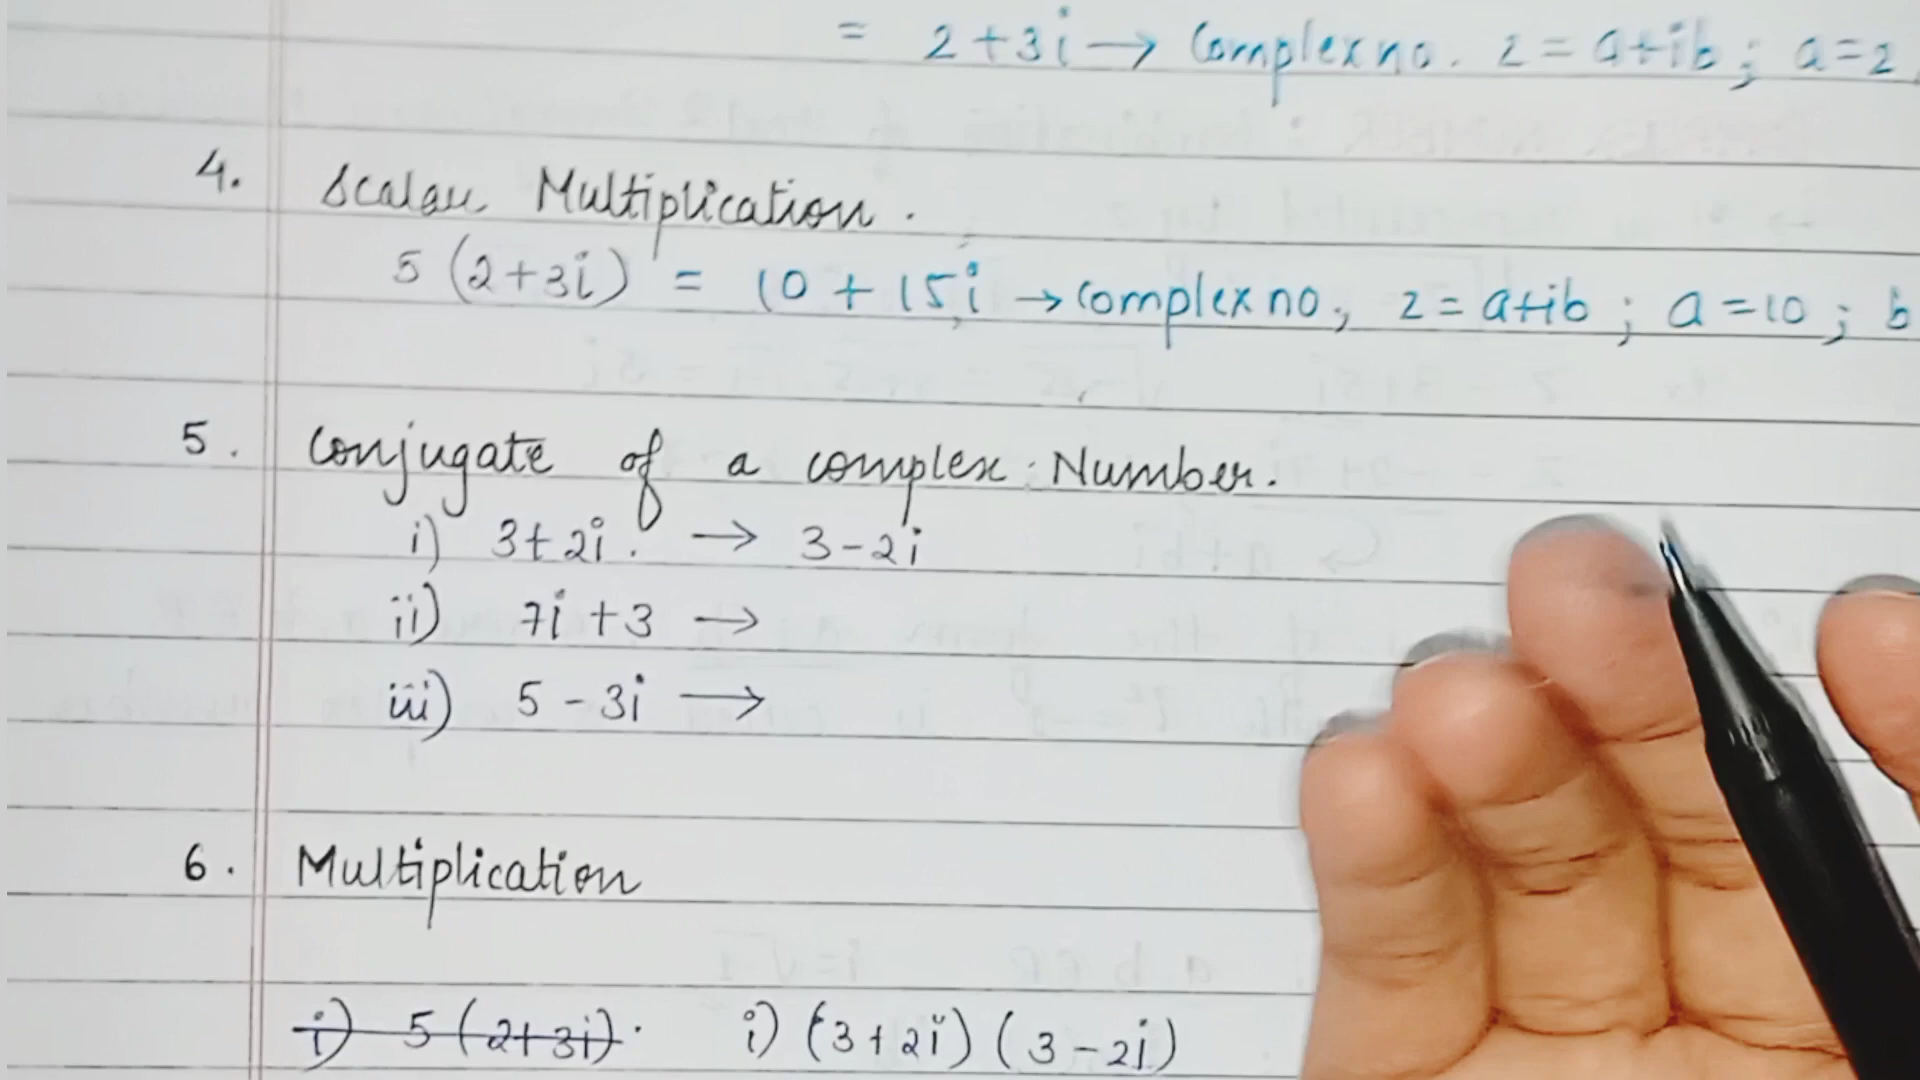 = 2+3i → Complex no. z = a+ib ; a=2
4. Scalar Multiplication.
5 (2+3i) = 10 + 15i → complex no, z = a+ib ; a=10 ; b
5. Conjugate of a complex Number.
i) 3+2i. → 3-2i
ii) 7i +3 →
iii) 5 - 3i →
6. Multiplication
i) 5 (2+3i). i) (3+2i) (3-2i)